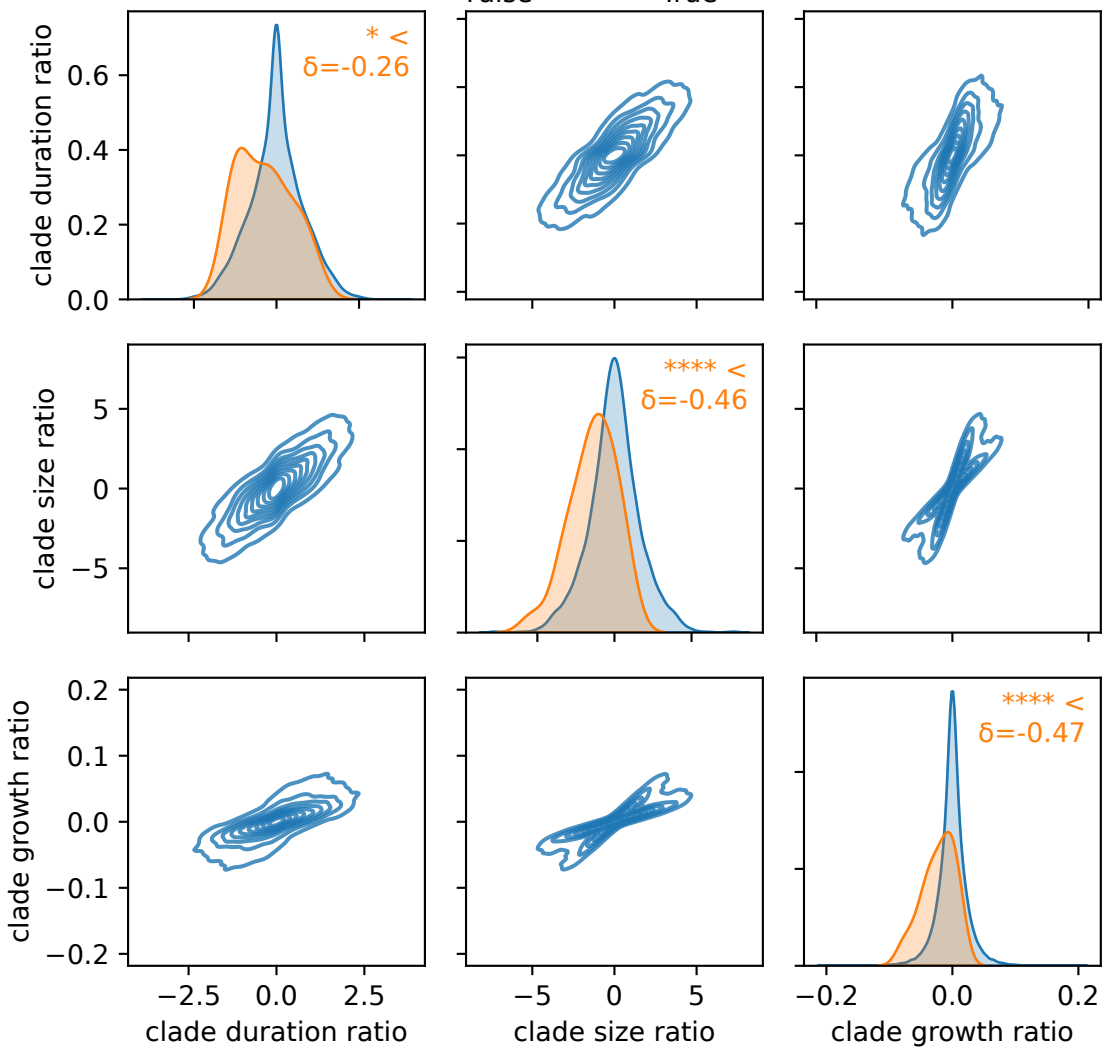 clade duration ratio
0.6
0.4
0.2
0.0
* <
δ=-0.26
clade size ratio
5
0
−5
**** <
δ=-0.46
clade growth ratio
0.2
0.1
0.0
−0.1
−0.2
**** <
δ=-0.47
−2.5 0.0 2.5
−5 0 5
−0.2 0.0 0.2
clade duration ratio
clade size ratio
clade growth ratio